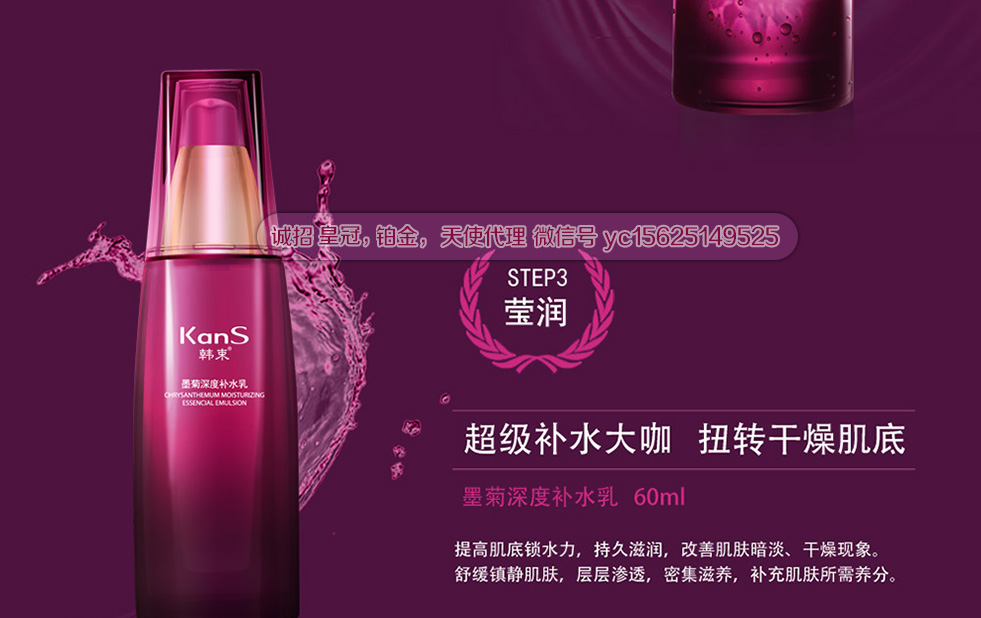 诚招 皇冠, 铂金, 天使代理 微信号 yc15625149525
STEP3
莹润
KanS
韩束®
墨菊深度补水乳
CHRYSANTHEMUM MOISTURIZING
ESSENCIAL EMULSION
超级补水大咖 扭转干燥肌底
墨菊深度补水乳 60ml
提高肌底锁水力，持久滋润，改善肌肤暗淡、干燥现象。
舒缓镇静肌肤，层层渗透，密集滋养，补充肌肤所需养分。